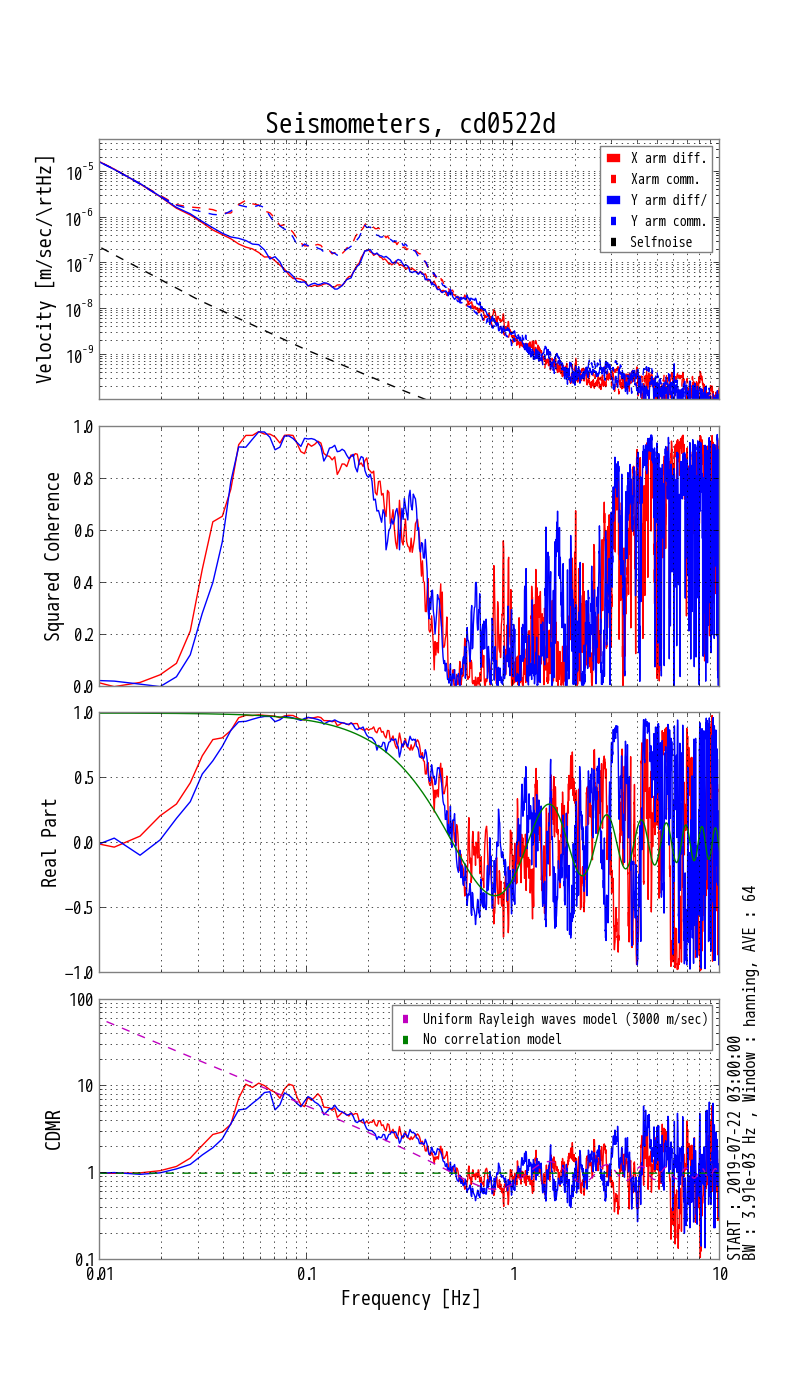 Seismometers, cd0522d
Velocity [m/sec/\rtHz]
10^-5
10^-6
10^-7
10^-8
10^-9
X arm diff.
Xarm comm.
Y arm diff/
Y arm comm.
Selfnoise
Squared Coherence
1.0
0.8
0.6
0.4
0.2
0.0
Real Part
1.0
0.5
0.0
−0.5
−1.0
CDMR
100
10
1
0.1
Uniform Rayleigh waves model (3000 m/sec)
No correlation model
0.01
0.1
1
10
Frequency [Hz]
START : 2019-07-22 03:00:00
BW : 3.91e-03 Hz , Window : hanning, AVE : 64